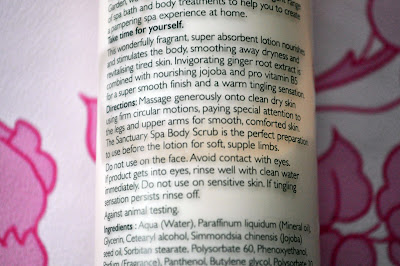 Garden, 
of spa bath and body treatments to help you to create
a pampering spa experience at home.
Take time for yourself.
This wonderfully fragrant, super absorbent lotion nourishes
and stimulates the body, smoothing away dryness and
revitalising tired skin. Invigorating ginger root extract is
combined with nourishing jojoba and pro vitamin B5
for a super smooth finish and a warm tingling sensation.
Directions: Massage generously onto clean dry skin
using firm circular motions, paying special attention to
the legs and upper arms for smooth, comforted skin.
The Sanctuary Spa Body Scrub is the perfect preparation
to use before the lotion for soft, supple limbs.
Do not use on the face. Avoid contact with eyes.
If product gets into eyes, rinse well with clean water
immediately. Do not use on sensitive skin. If tingling
sensation persists rinse off.
Against animal testing.
Ingredients : Aqua (Water), Paraffinum liquidum (Mineral oil),
Glycerin, Cetearyl alcohol, Simmondsia chinensis (Jojoba)
seed oil, Sorbitan stearate, Polysorbate 60, Phenoxyethanol,
Parfum (Fragrance), Panthenol, Butylene glycol, Polysorbate